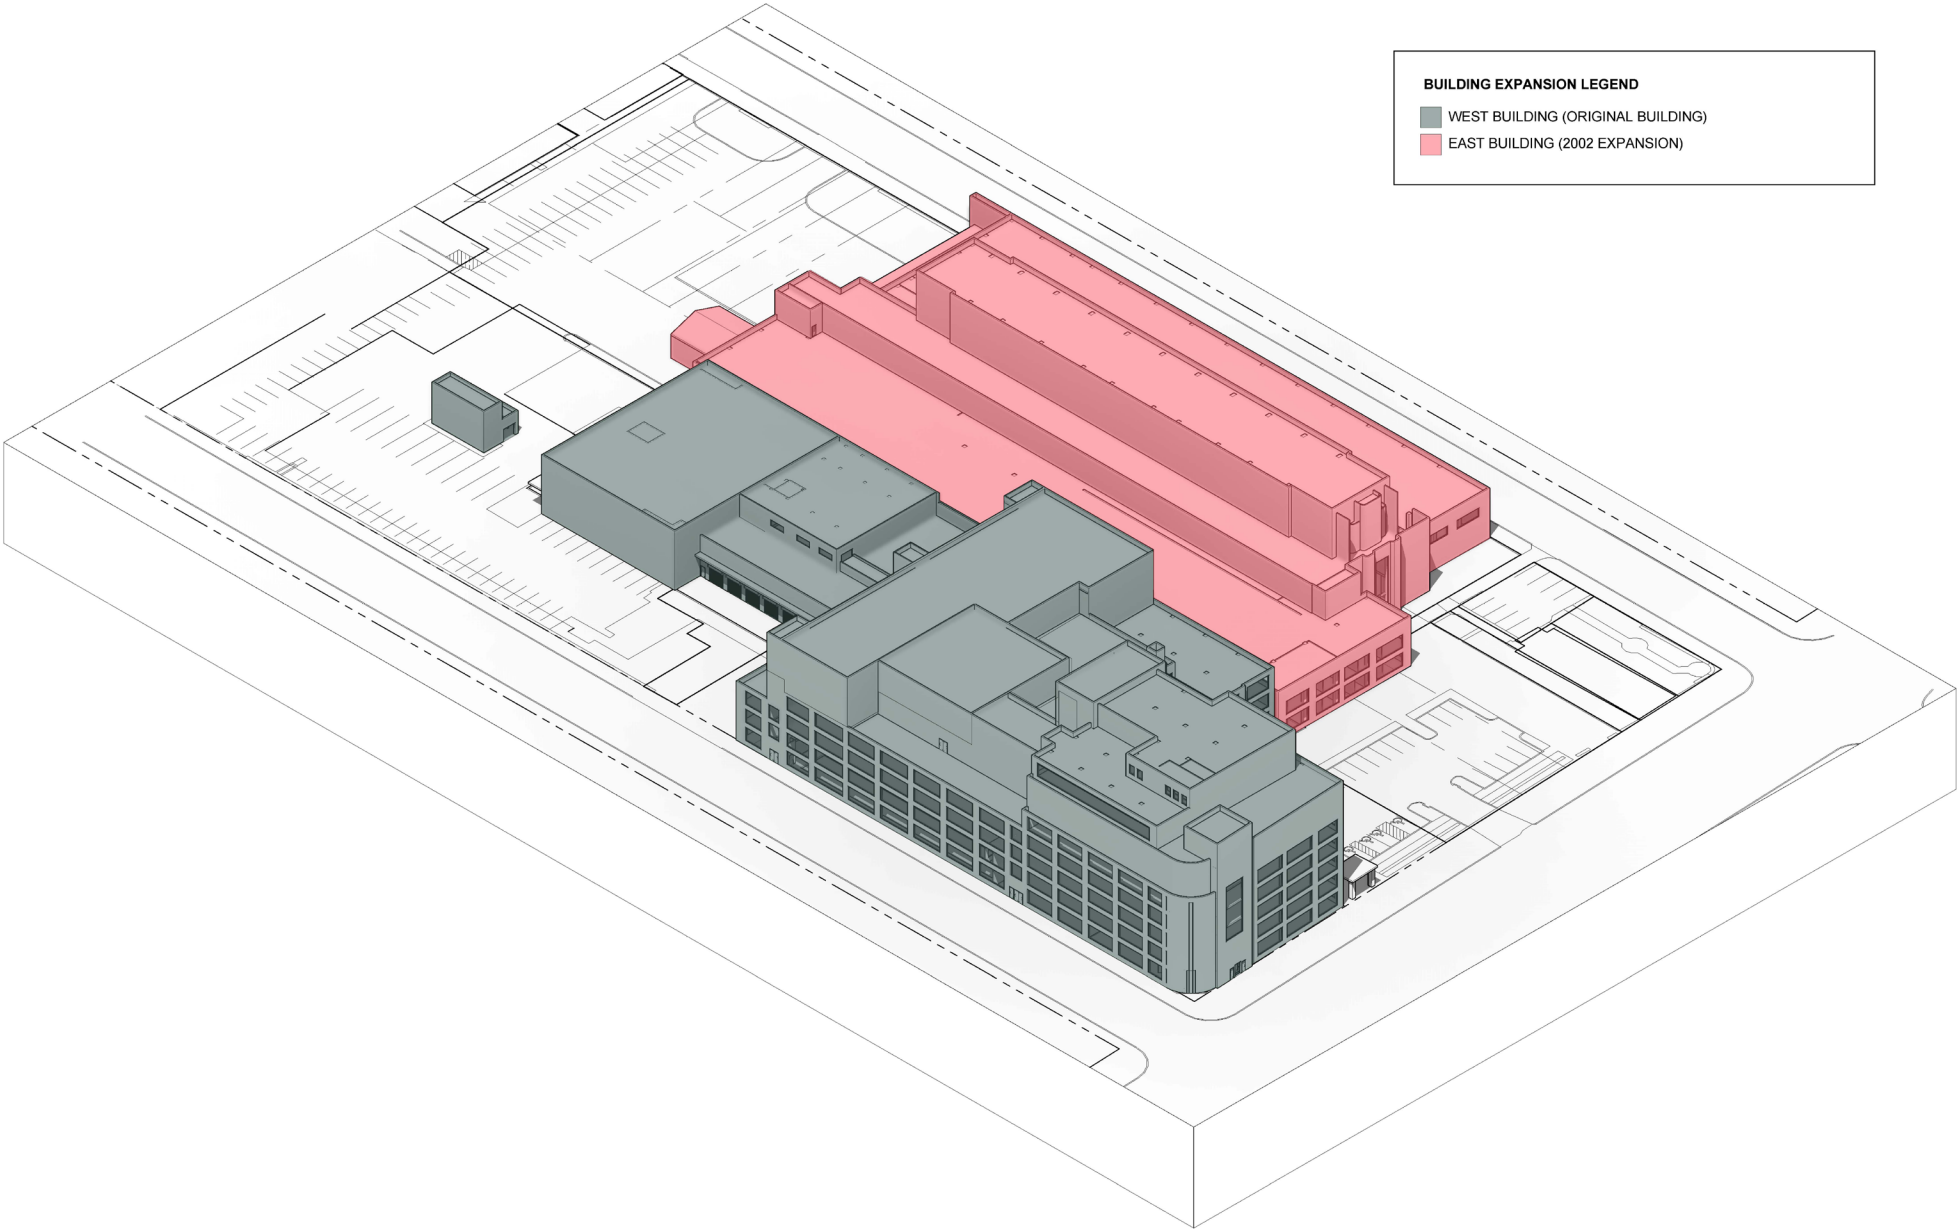 BUILDING EXPANSION LEGEND
WEST BUILDING (ORIGINAL BUILDING)
EAST BUILDING (2002 EXPANSION)